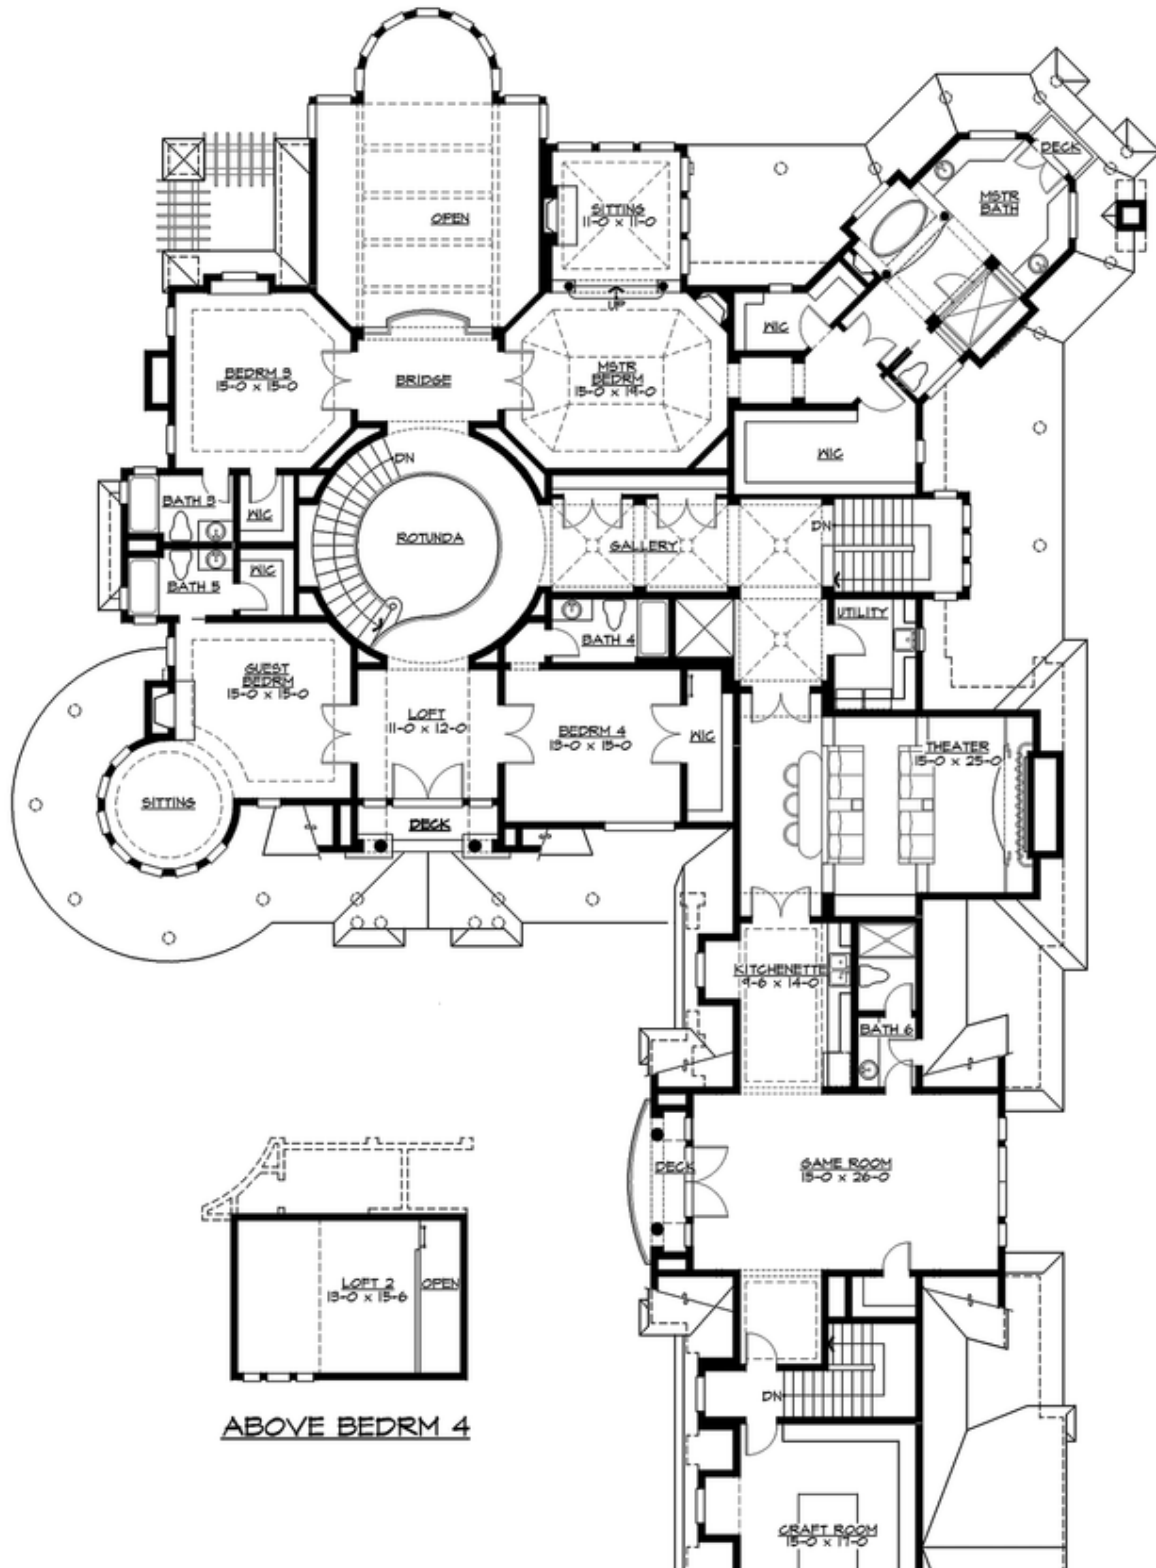 DECK
MSTR
BATH
SITTING
11-0 x 11-0
OPEN
UP
WIC
BEDRM 3
15-0 x 15-0
BRIDGE
MSTR
BEDRM
15-0 x 19-0
WIC
DN
BATH 3
WIC
ROTUNDA
GALLERY
DN
BATH 5
WIC
BATH 4
UTILITY
GUEST
BEDRM
15-0 x 15-0
LOFT
11-0 x 12-0
BEDRM 4
13-0 x 15-0
WIC
THEATER
15-0 x 25-0
SITTING
DECK
KITCHENETTE
9-6 x 14-0
BATH 6
DECK
GAME ROOM
15-0 x 26-0
LOFT 2
13-0 x 15-6
OPEN
DN
ABOVE BEDRM 4
CRAFT ROOM
15-0 x 17-0